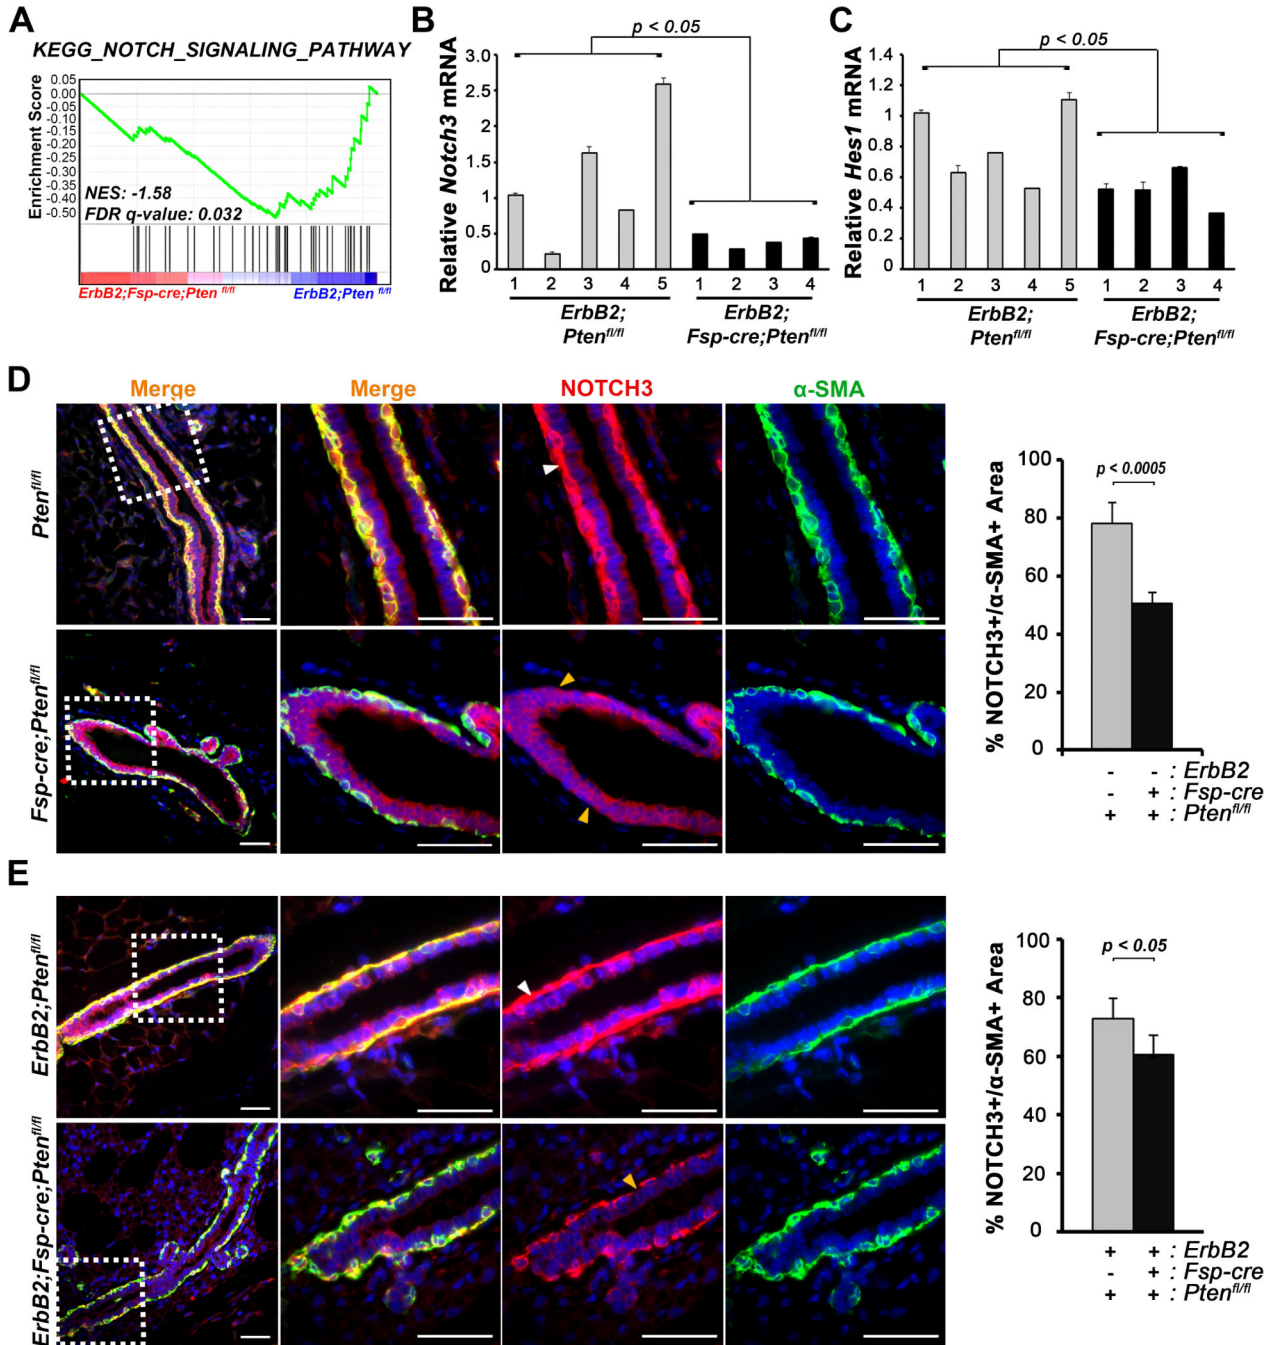 A
KEGG_NOTCH_SIGNALING_PATHWAY
Enrichment Score
0.05
0.00
-0.05
-0.10
-0.15
-0.20
-0.25
-0.30
-0.35
-0.40
-0.45
-0.50
NES: -1.58
FDR q-value: 0.032
ErbB2;Fsp-cre;Pten fl/fl
ErbB2;Pten fl/fl
B
p < 0.05
Relative Notch3 mRNA
3.0
2.5
2
1.5
1
0.5
0
1 2 3 4 5 1 2 3 4
ErbB2;
Pten fl/fl
ErbB2;
Fsp-cre;Pten fl/fl
C
p < 0.05
Relative Hes1 mRNA
1.4
1.2
1
0.8
0.6
0.4
0.2
0
1 2 3 4 5 1 2 3 4
ErbB2;
Pten fl/fl
ErbB2;
Fsp-cre;Pten fl/fl
D
Merge Merge NOTCH3 α-SMA
Pten fl/fl
Fsp-cre;Pten fl/fl
% NOTCH3+/α-SMA+ Area
100
80
60
40
20
0
p < 0.0005
- - : ErbB2
- + : Fsp-cre
+ + : Pten fl/fl
E
ErbB2;Pten fl/fl
ErbB2;Fsp-cre;Pten fl/fl
% NOTCH3+/α-SMA+ Area
100
80
60
40
20
0
p < 0.05
+ + : ErbB2
- + : Fsp-cre
+ + : Pten fl/fl